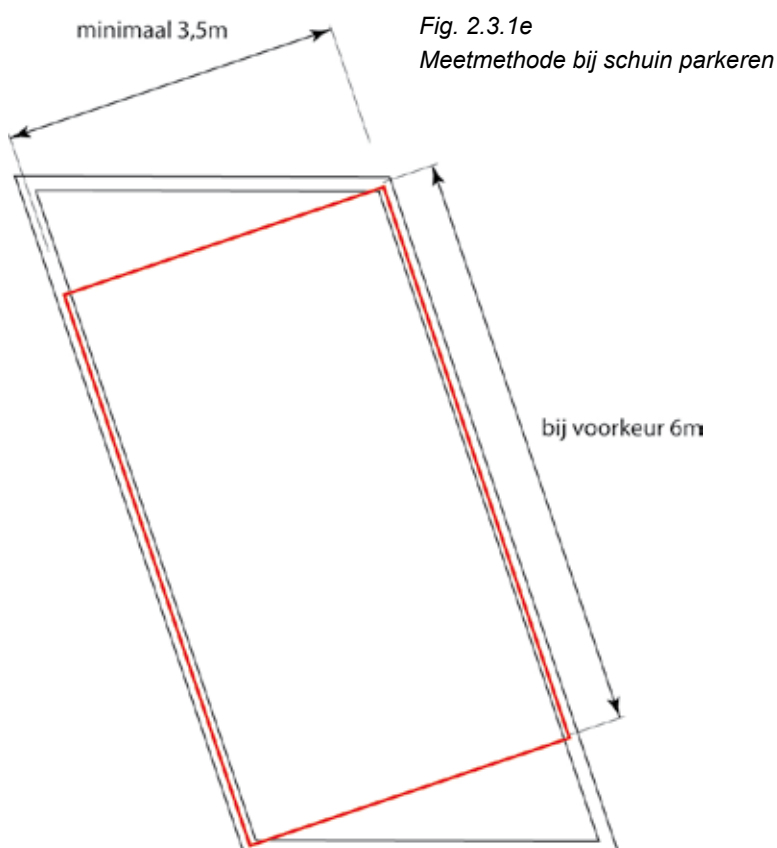 minimaal 3,5m
Fig. 2.3.1e
Meetmethode bij schuin parkeren
bij voorkeur 6m